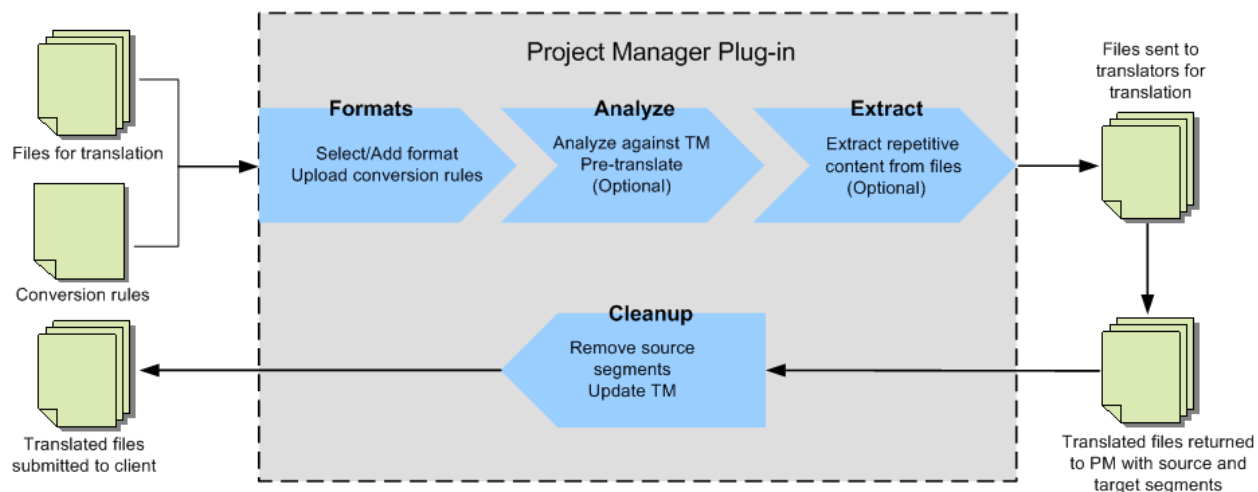 Project Manager Plug-in
Files for translation
Conversion rules
Formats
Select/Add format
Upload conversion rules
Analyze
Analyze against TM
Pre-translate
(Optional)
Extract
Extract repetitive
content from files
(Optional)
Files sent to
translators for
translation
Translated files returned
to PM with source and
target segments
Cleanup
Remove source
segments
Update TM
Translated files
submitted to client